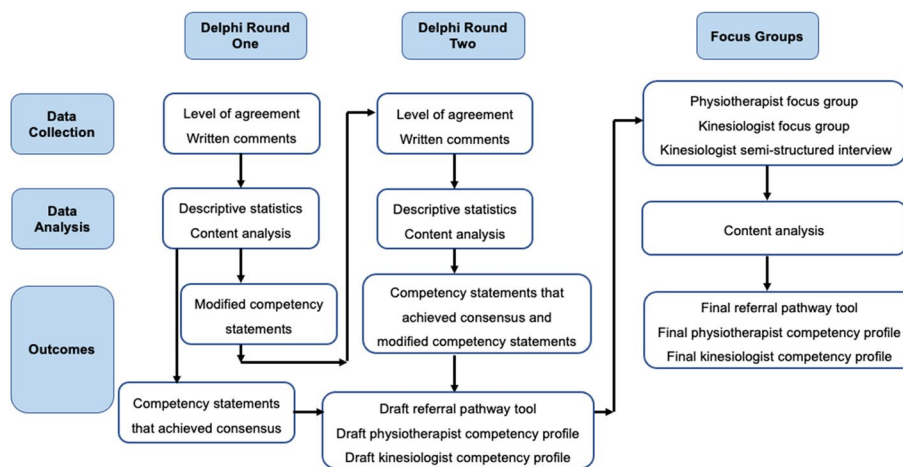 Delphi Round
One
Delphi Round
Two
Focus Groups
Data
Collection
Level of agreement
Written comments
Level of agreement
Written comments
Physiotherapist focus group
Kinesiologist focus group
Kinesiologist semi-structured interview
Data
Analysis
Descriptive statistics
Content analysis
Descriptive statistics
Content analysis
Content analysis
Outcomes
Modified competency
statements
Competency statements that
achieved consensus and
modified competency statements
Final referral pathway tool
Final physiotherapist competency profile
Final kinesiologist competency profile
Competency statements
that achieved consensus
Draft referral pathway tool
Draft physiotherapist competency profile
Draft kinesiologist competency profile